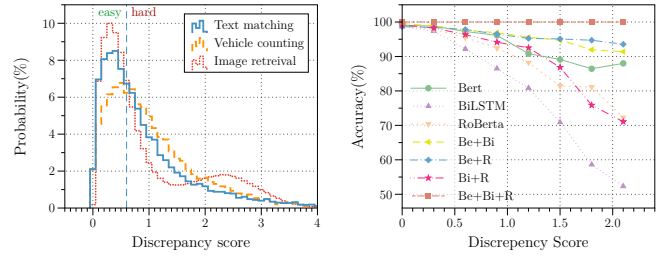 easy hard
Text matching
Vehicle counting
Image retreival
Probability(%)
10
8
6
4
2
0
0 1 2 3 4
Discrepancy score
Accuracy(%)
100
90
80
70
60
50
Bert
BiLSTM
RoBerta
Be+Bi
Be+R
Bi+R
Be+Bi+R
0 0.5 1.0 1.5 2.0
Discrepency Score